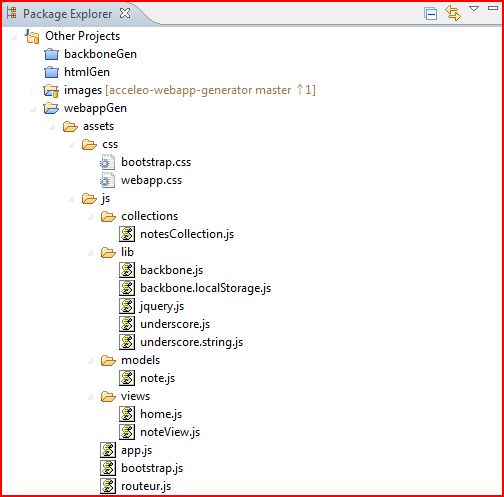 Package Explorer
Other Projects
backboneGen
htmlGen
images [acceleo-webapp-generator master ↑1]
webappGen
assets
css
bootstrap.css
webapp.css
js
collections
notesCollection.js
lib
backbone.js
backbone.localStorage.js
jquery.js
underscore.js
underscore.string.js
models
note.js
views
home.js
noteView.js
app.js
bootstrap.js
routeur.js